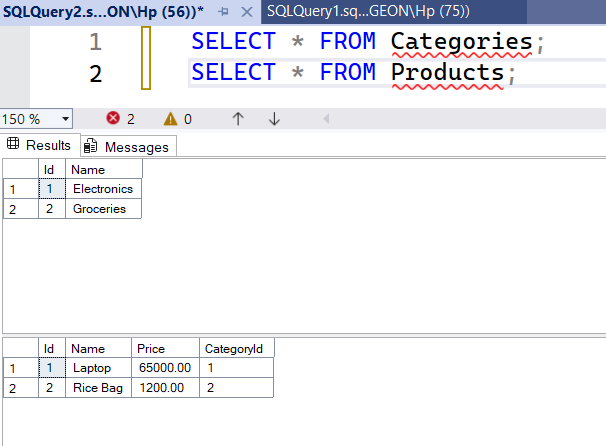 SQLQuery2.s...ON\Hp (56))* SQLQuery1.sq...GEON\Hp (75))
1 SELECT * FROM Categories;
2 SELECT * FROM Products;
150 % 2 0
Results Messages
Id Name
1 1 Electronics
2 2 Groceries
Id Name Price CategoryId
1 1 Laptop 65000.00 1
2 2 Rice Bag 1200.00 2